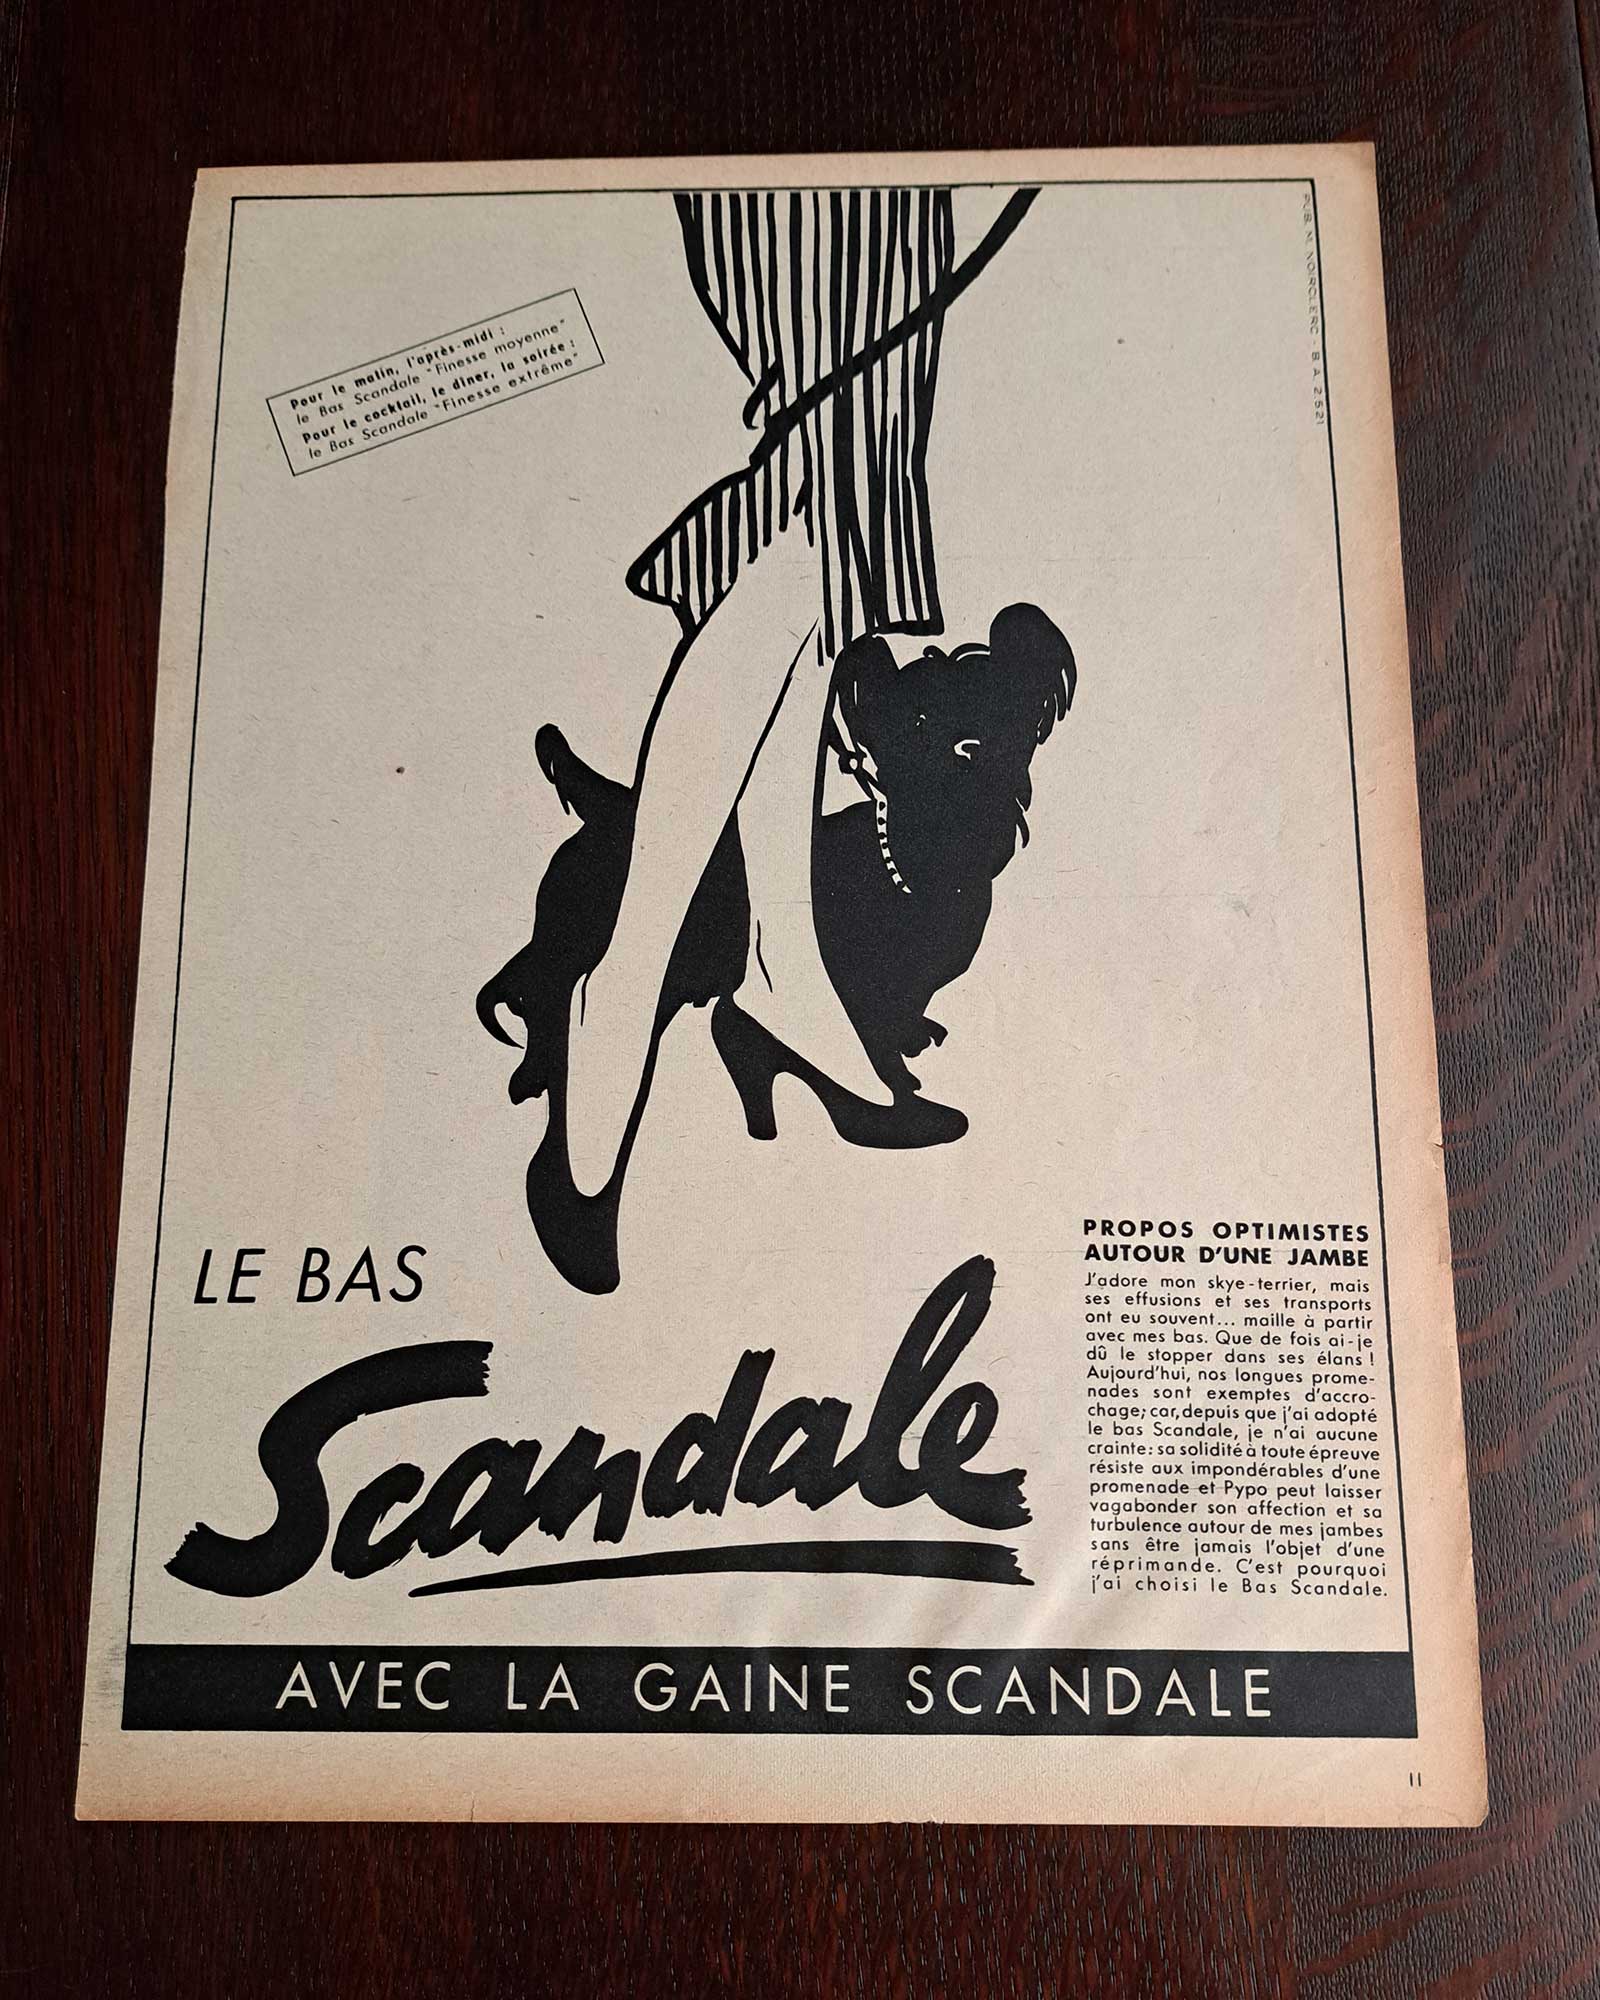 PUB. M. NOIRCLERC - B.A. 2.521
Pour le matin, l'après-midi :
le Bas Scandale "Finesse moyenne"
Pour le cocktail, le dîner, la soirée :
le Bas Scandale "Finesse extrême"
LE BAS
Scandale
PROPOS OPTIMISTES
AUTOUR D'UNE JAMBE
J'adore mon skye-terrier, mais
ses effusions et ses transports
ont eu souvent... maille à partir
avec mes bas. Que de fois ai-je
dû le stopper dans ses élans !
Aujourd'hui, nos longues prome-
nades sont exemptes d'accro-
chage; car, depuis que j'ai adopté
le bas Scandale, je n'ai aucune
crainte: sa solidité à toute épreuve
résiste aux impondérables d'une
promenade et Pypo peut laisser
vagabonder son affection et sa
turbulence autour de mes jambes
sans être jamais l'objet d'une
réprimande. C'est pourquoi
j'ai choisi le Bas Scandale.
AVEC LA GAINE SCANDALE
11